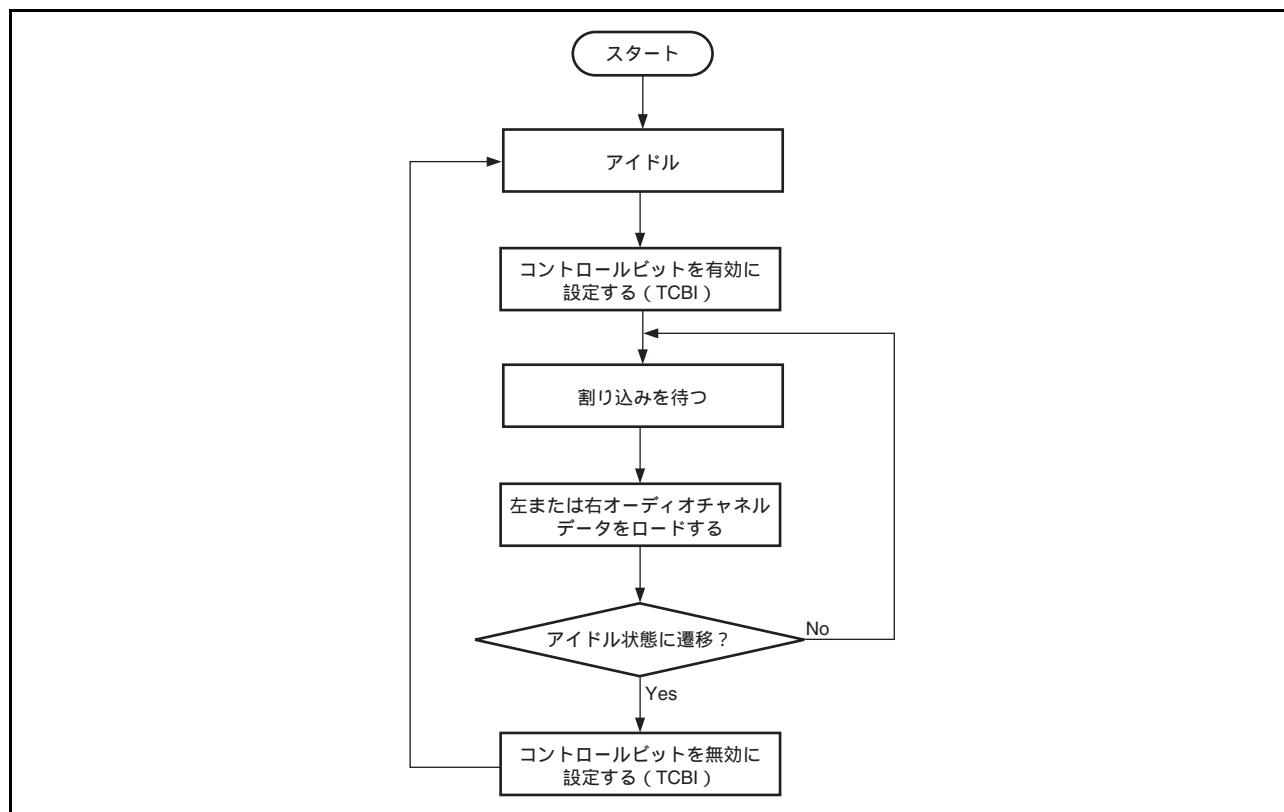 スタート
アイドル
コントロールビットを有効に
設定する（TCBI）
割り込みを待つ
左または右オーディオチャネル
データをロードする
アイドル状態に遷移？
No
Yes
コントロールビットを無効に
設定する（TCBI）